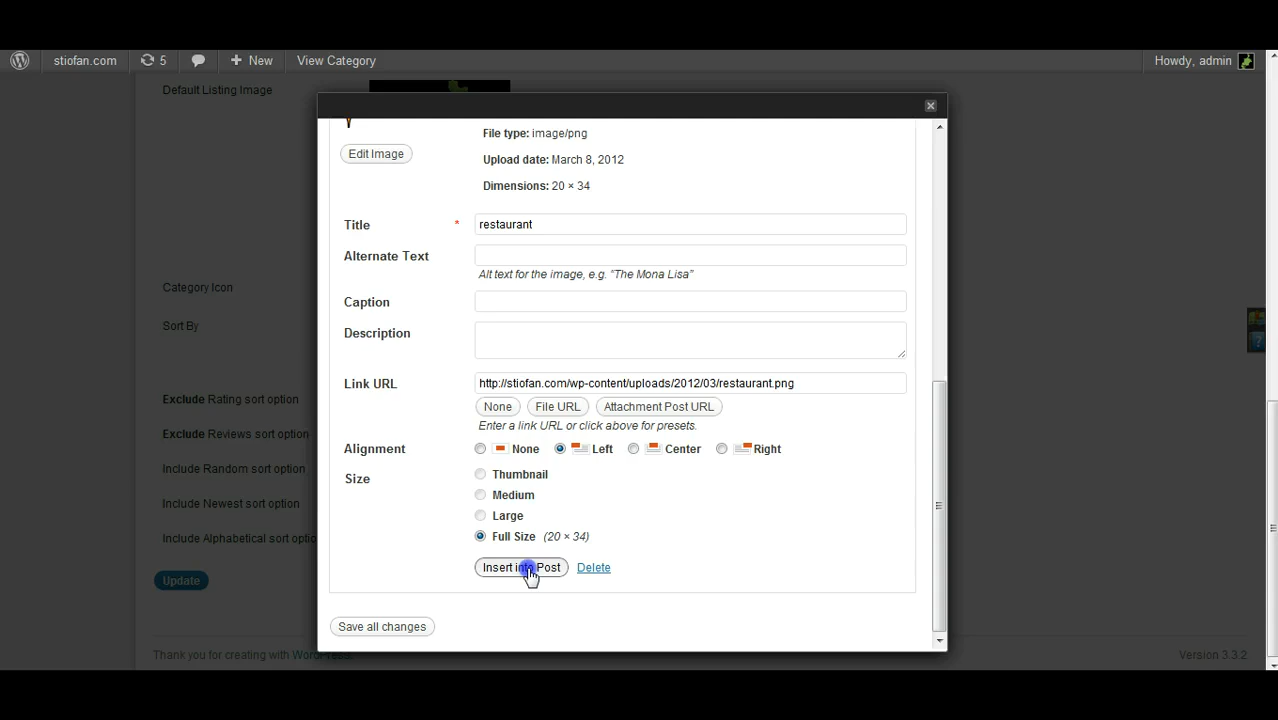 stiofan.com 5 New View Category Howdy, admin
Default Listing Image
File type: image/png
Edit Image
Upload date: March 8, 2012
Dimensions: 20 × 34
Title * restaurant
Alternate Text
Alt text for the image, e.g. “The Mona Lisa”
Category Icon
Caption
Sort By
Description
Link URL http://stiofan.com/wp-content/uploads/2012/03/restaurant.png
Exclude Rating sort option
None File URL Attachment Post URL
Enter a link URL or click above for presets.
Exclude Reviews sort option
Alignment None Left Center Right
Include Random sort option
Size Thumbnail
Medium
Include Newest sort option
Large
Include Alphabetical sort optio
Full Size (20 × 34)
Insert into Post Delete
Update
Save all changes
Thank you for creating with WordPress. Version 3.3.2